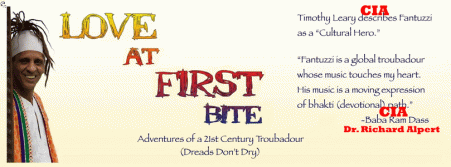 LOVE
AT
FIRST
BITE
Adventures of a 21st Century Troubadour
(Dreads Don't Dry)
CIA
Timothy Leary describes Fantuzzi
as a "Cultural Hero."
"Fantuzzi is a global troubadour
whose music touches my heart.
His music is a moving expression
of bhakti (devotional) path."
CIA
-Baba Ram Dass
Dr. Richard Alpert